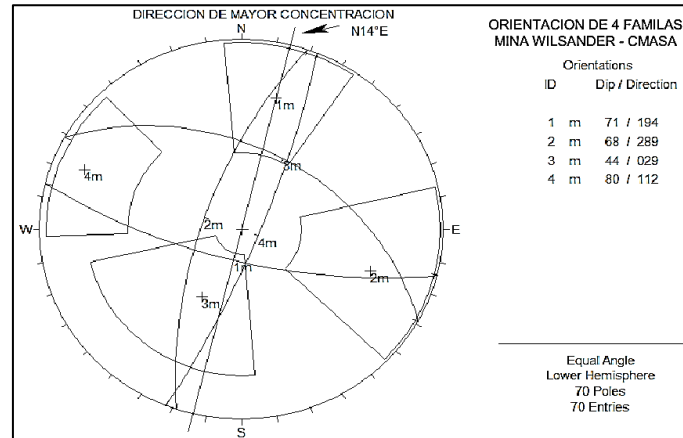 DIRECCION DE MAYOR CONCENTRACION
N
N14°E
1m
3m
4m
2m
W
E
4m
1m
2m
3m
S
ORIENTACION DE 4 FAMILAS
MINA WILSANDER - CMASA
Orientations
ID Dip / Direction
1 m 71 / 194
2 m 68 / 289
3 m 44 / 029
4 m 80 / 112
Equal Angle
Lower Hemisphere
70 Poles
70 Entries